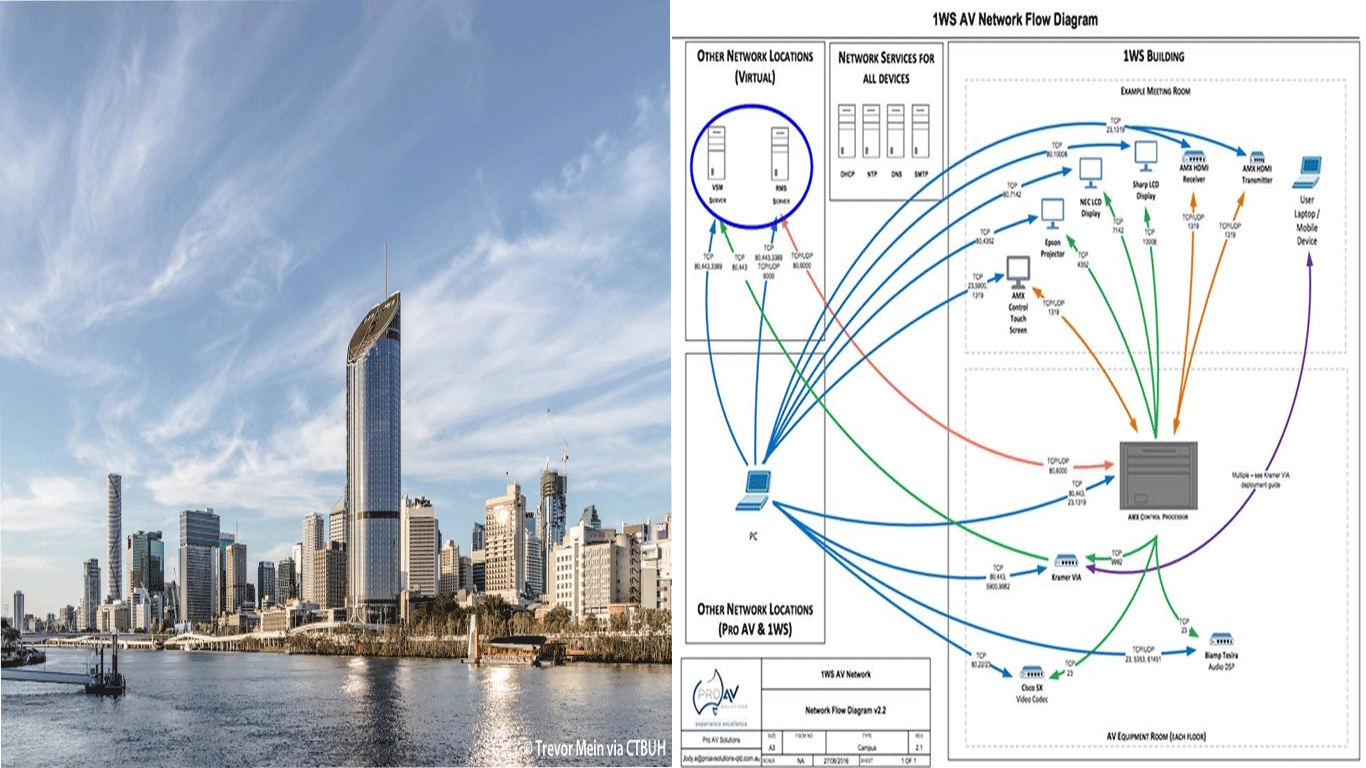 © Trevor Mein via CTBUH
1WS AV Network Flow Diagram
OTHER NETWORK LOCATIONS
(VIRTUAL)
VSM
SERVER
RMS
SERVER
TCP
80,443,3389
TCP
80,443
TCP
80,443,3389
TCP/UDP
6000
TCP/UDP
80,6000
NETWORK SERVICES FOR
ALL DEVICES
DHCP
NTP
DNS
SMTP
1WS BUILDING
EXAMPLE MEETING ROOM
TCP
23,1319
TCP
80,10008
TCP
80,7142
TCP
80,4352
TCP
23,5900,
1319
AMX HDMI
Receiver
AMX HDMI
Transmitter
Sharp LCD
Display
NEC LCD
Display
Epson
Projector
AMX
Control
Touch
Screen
User
Laptop /
Mobile
Device
TCP
7142
TCP
10008
TCP/UDP
1319
TCP/UDP
1319
TCP
4352
TCP/UDP
1319
TCP/UDP
80,6000
TCP
80,443,
23,1319
AMX CONTROL PROCESSOR
Multiple – see Kramer VIA
deployment guide
PC
OTHER NETWORK LOCATIONS
(PRO AV & 1WS)
TCP
9982
Kramer VIA
TCP
80,443,
5900,9982
TCP
23
Biamp Tesira
Audio DSP
TCP/UDP
23, 5353, 61451
TCP
80,22/23
TCP
23
Cisco SX
Video Codec
AV EQUIPMENT ROOM (EACH FLOOR)
PRO AV
SOLUTIONS
experience excellence
Pro AV Solutions
Jody.a@proavsolutions-qld.com.au
1WS AV Network
Network Flow Diagram v2.2
SIZE
A3
FSCM NO
TYPE
Campus
REV
2.1
SCALE
NA
27/06/2016
SHEET
1 OF 1